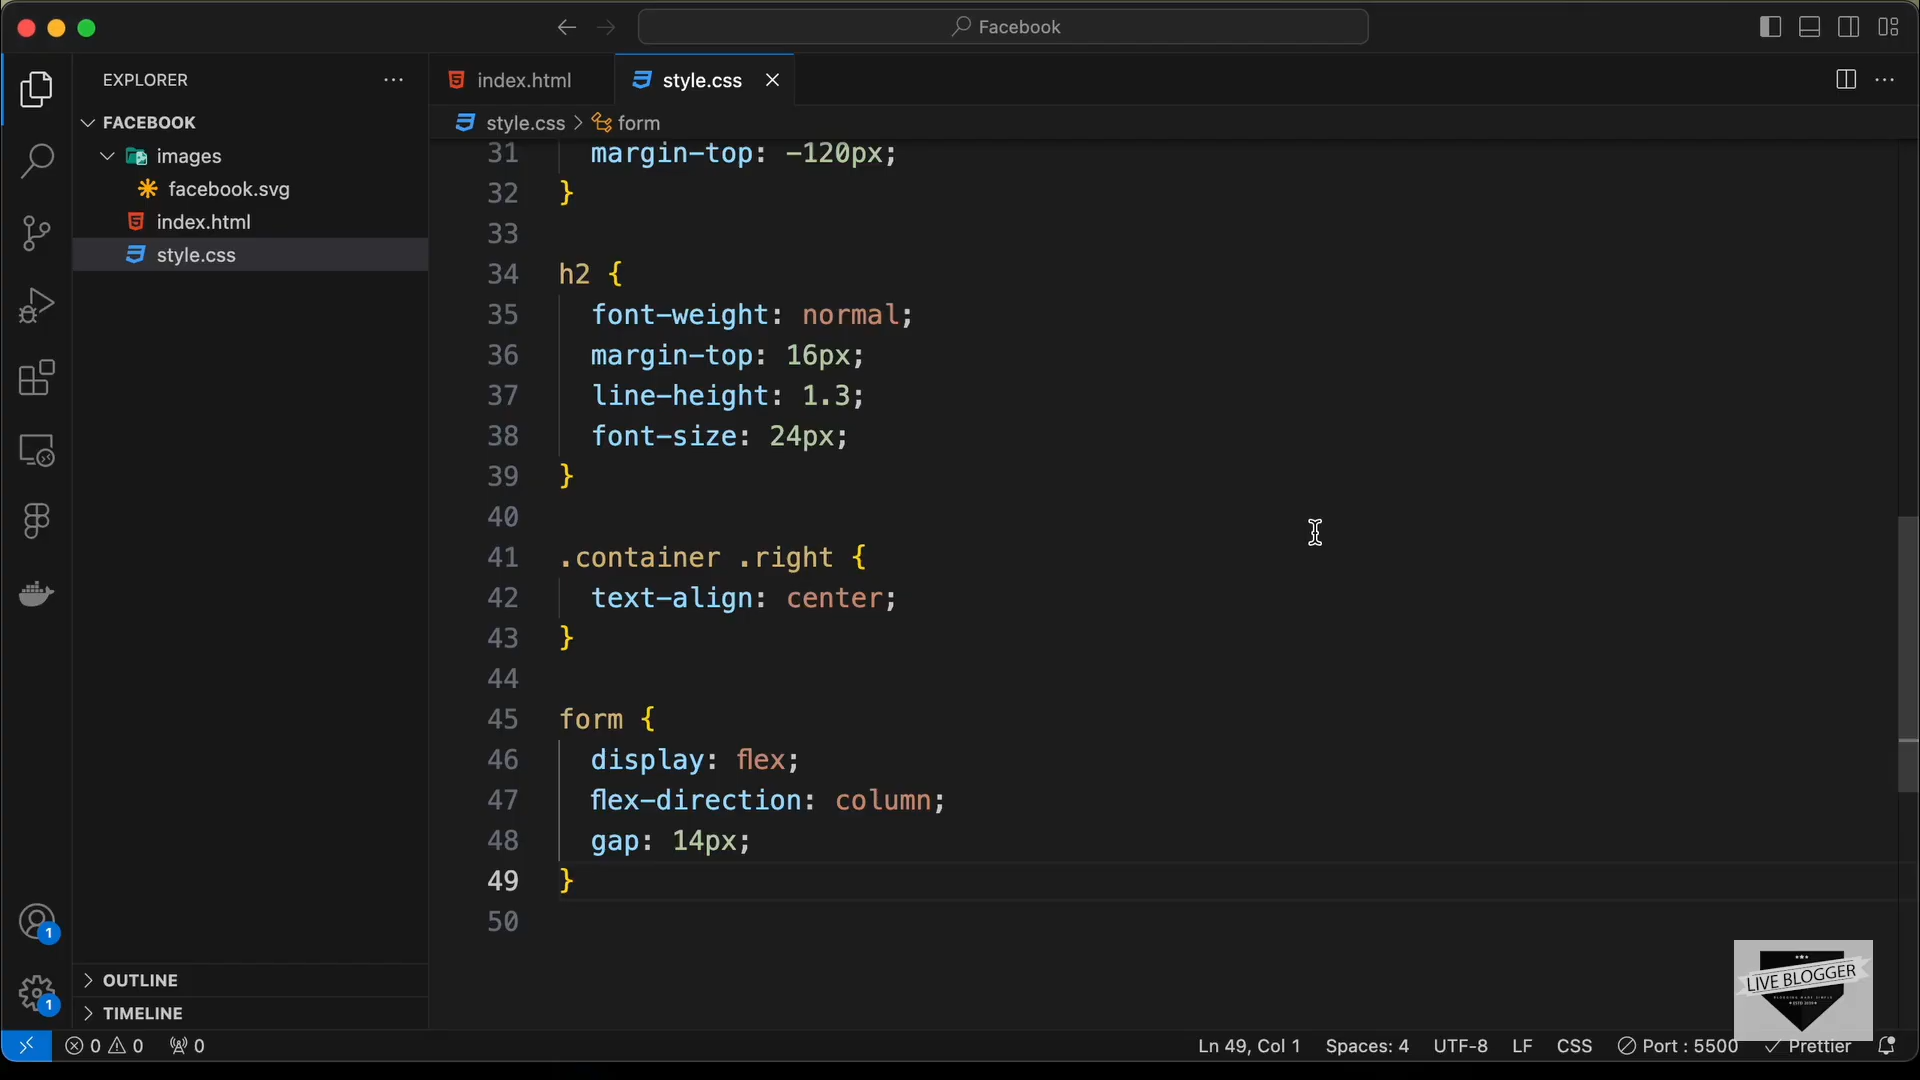 Facebook
EXPLORER
FACEBOOK
images
facebook.svg
index.html
style.css
OUTLINE
TIMELINE
index.html
style.css
style.css > form
31 margin-top: -120px;
32 }
33
34 h2 {
35 font-weight: normal;
36 margin-top: 16px;
37 line-height: 1.3;
38 font-size: 24px;
39 }
40
41 .container .right {
42 text-align: center;
43 }
44
45 form {
46 display: flex;
47 flex-direction: column;
48 gap: 14px;
49 }
50
1
1
LIVE BLOGGER
0 0 0
Ln 49, Col 1 Spaces: 4 UTF-8 LF CSS Port : 5500 Prettier